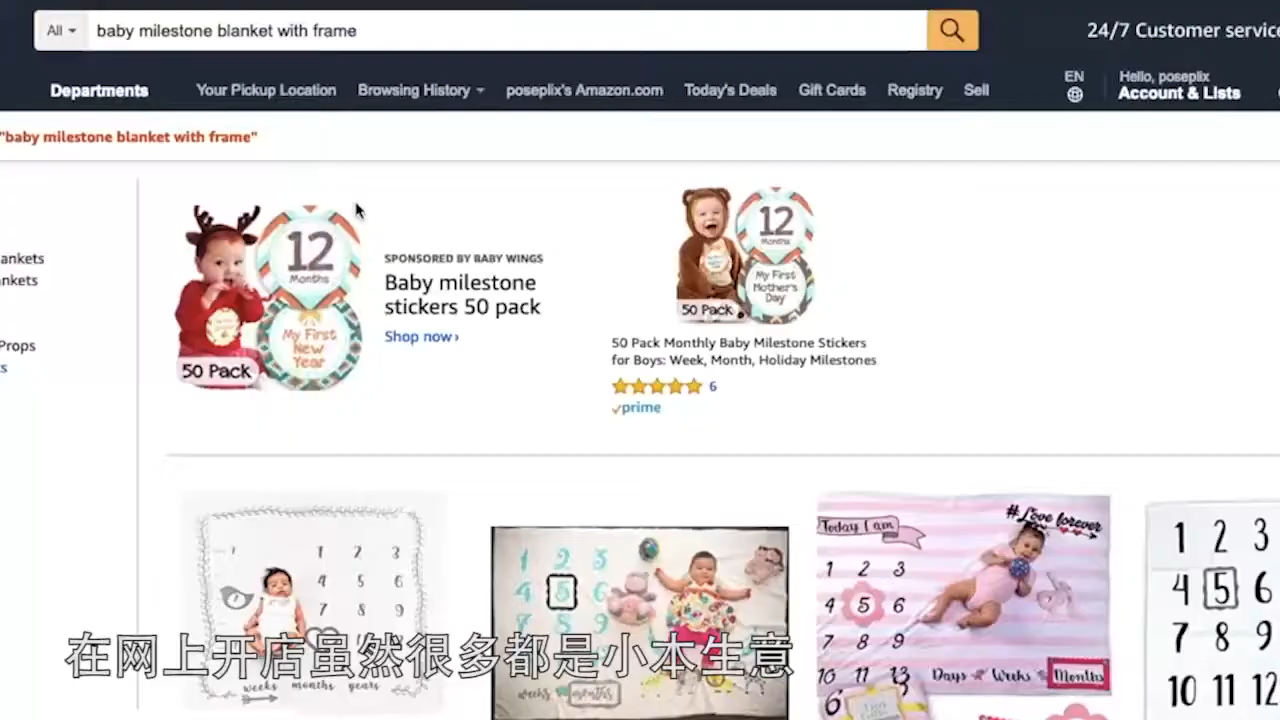 All
baby milestone blanket with frame
24/7 Customer service
Departments
Your Pickup Location
Browsing History
poseplix's Amazon.com
Today's Deals
Gift Cards
Registry
Sell
EN
Hello, poseplix
Account & Lists
"baby milestone blanket with frame"
ankets
nkets
Props
s
12
Months
My First
New
Year
50 Pack
SPONSORED BY BABY WINGS
Baby milestone
stickers 50 pack
Shop now ›
12
Months
My First
Mother's
Day
50 Pack
50 Pack Monthly Baby Milestone Stickers
for Boys: Week, Month, Holiday Milestones
6
prime
1 2 3
4 5 6
7 8 9
weeks months years
1 2 3
4 5 6
7 8 9
weeks months
Today I am
#Love forever
1 2 3
4 5 6
7 8 9
10 11
Days Weeks Months
1 2 3
4 5 6
7 8 9
10 11 12
在网上开店虽然很多都是小本生意